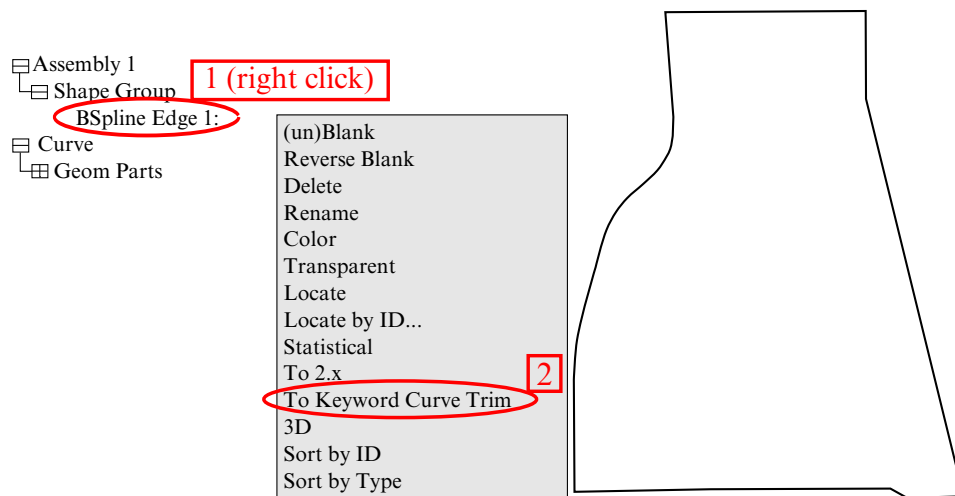 Assembly 1
Shape Group
1 (right click)
BSpline Edge 1:
Curve
Geom Parts
(un)Blank
Reverse Blank
Delete
Rename
Color
Transparent
Locate
Locate by ID...
Statistical
To 2.x
2
To Keyword Curve Trim
3D
Sort by ID
Sort by Type